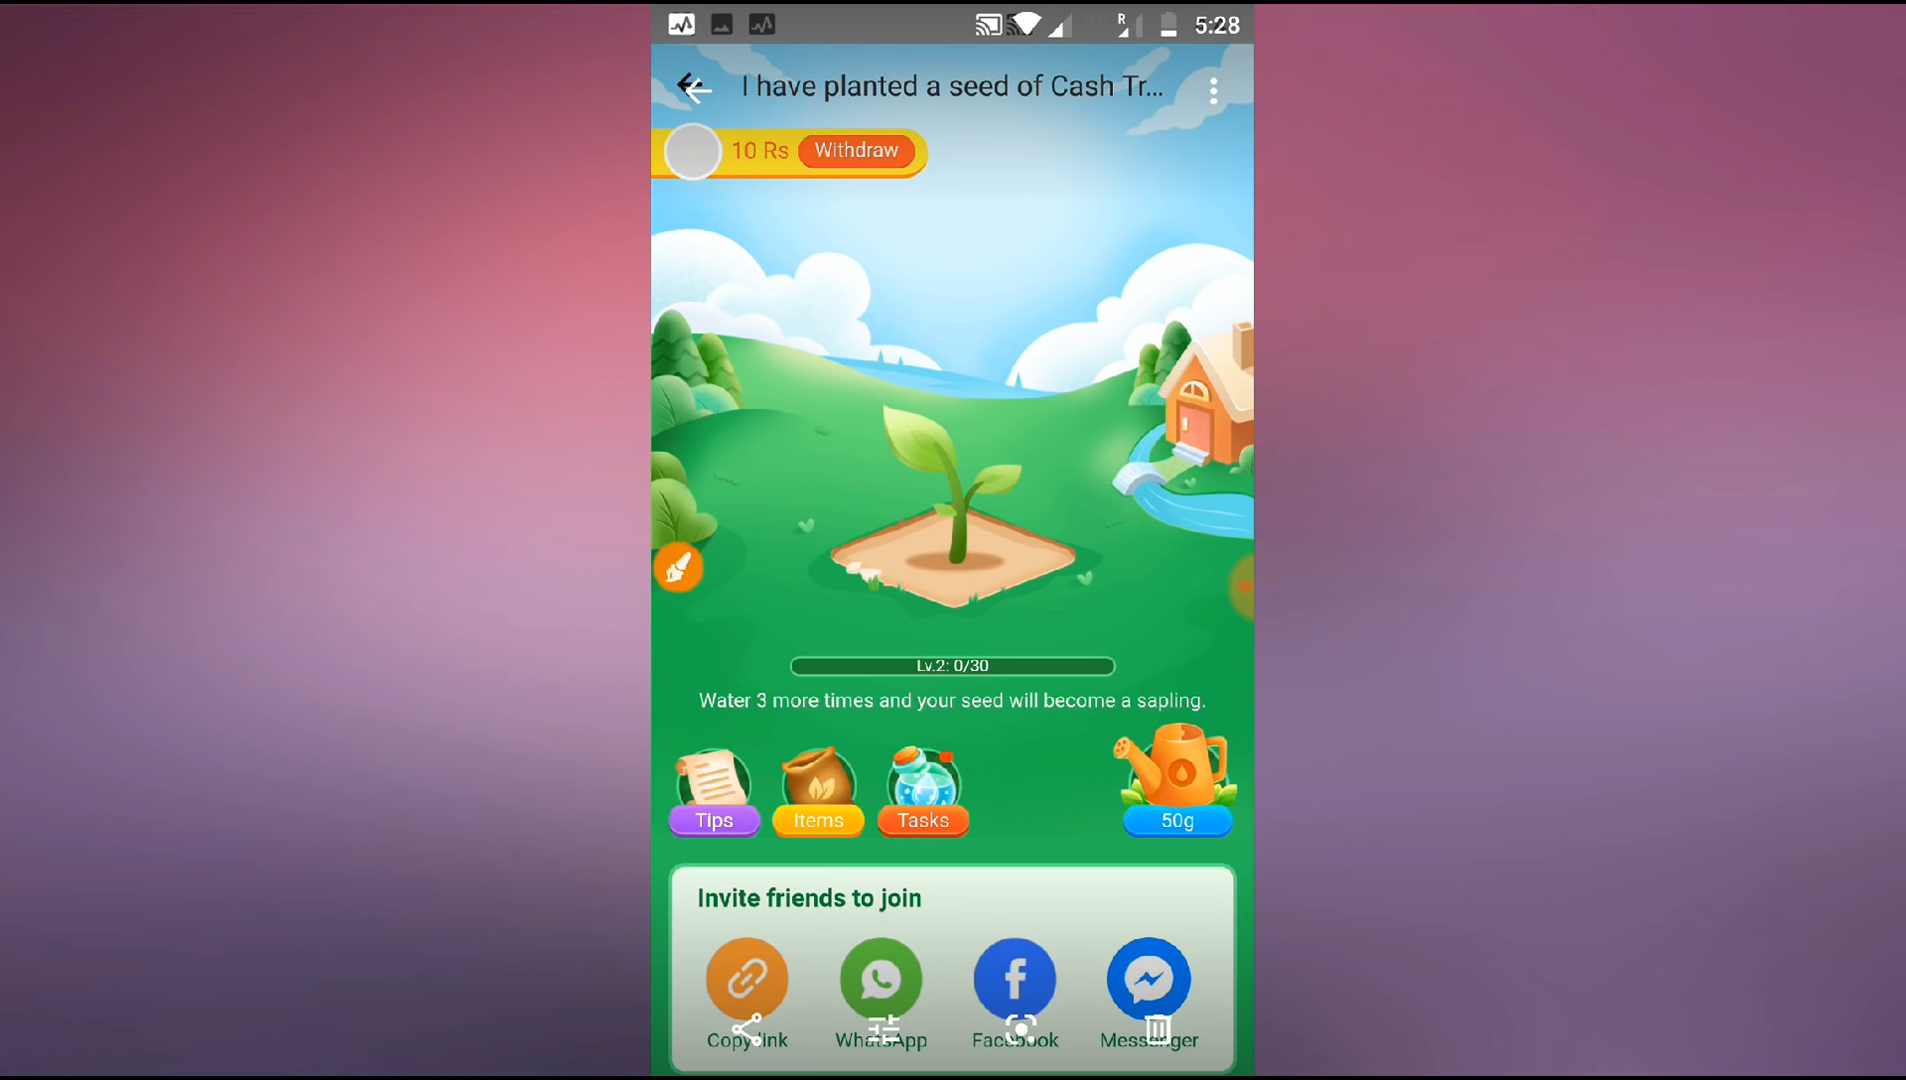 5:28
R
I have planted a seed of Cash Tr...
10 Rs Withdraw
Lv.2: 0/30
Water 3 more times and your seed will become a sapling.
Tips Items Tasks 50g
Invite friends to join
Copy link WhatsApp Facebook Messenger